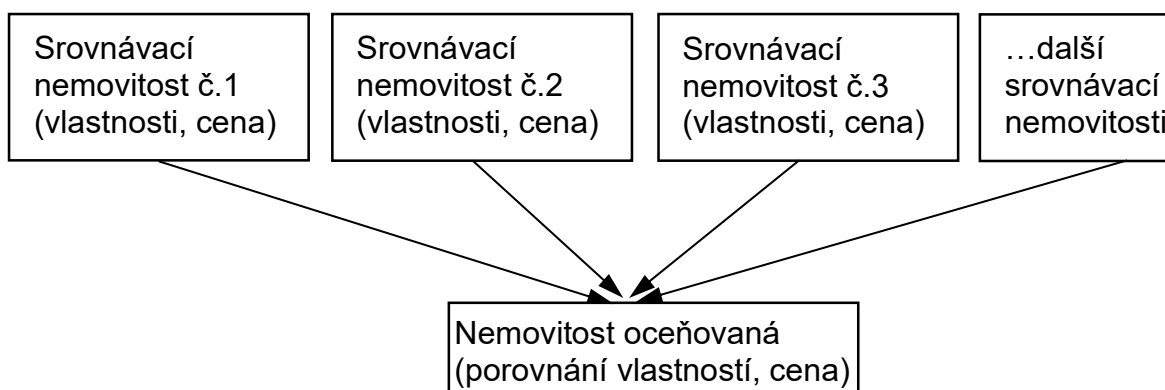 Srovnávací
nemovitost č.1
(vlastnosti, cena)
Srovnávací
nemovitost č.2
(vlastnosti, cena)
Srovnávací
nemovitost č.3
(vlastnosti, cena)
…další
srovnávací
nemovitosti
Nemovitost oceňovaná
(porovnání vlastností, cena)